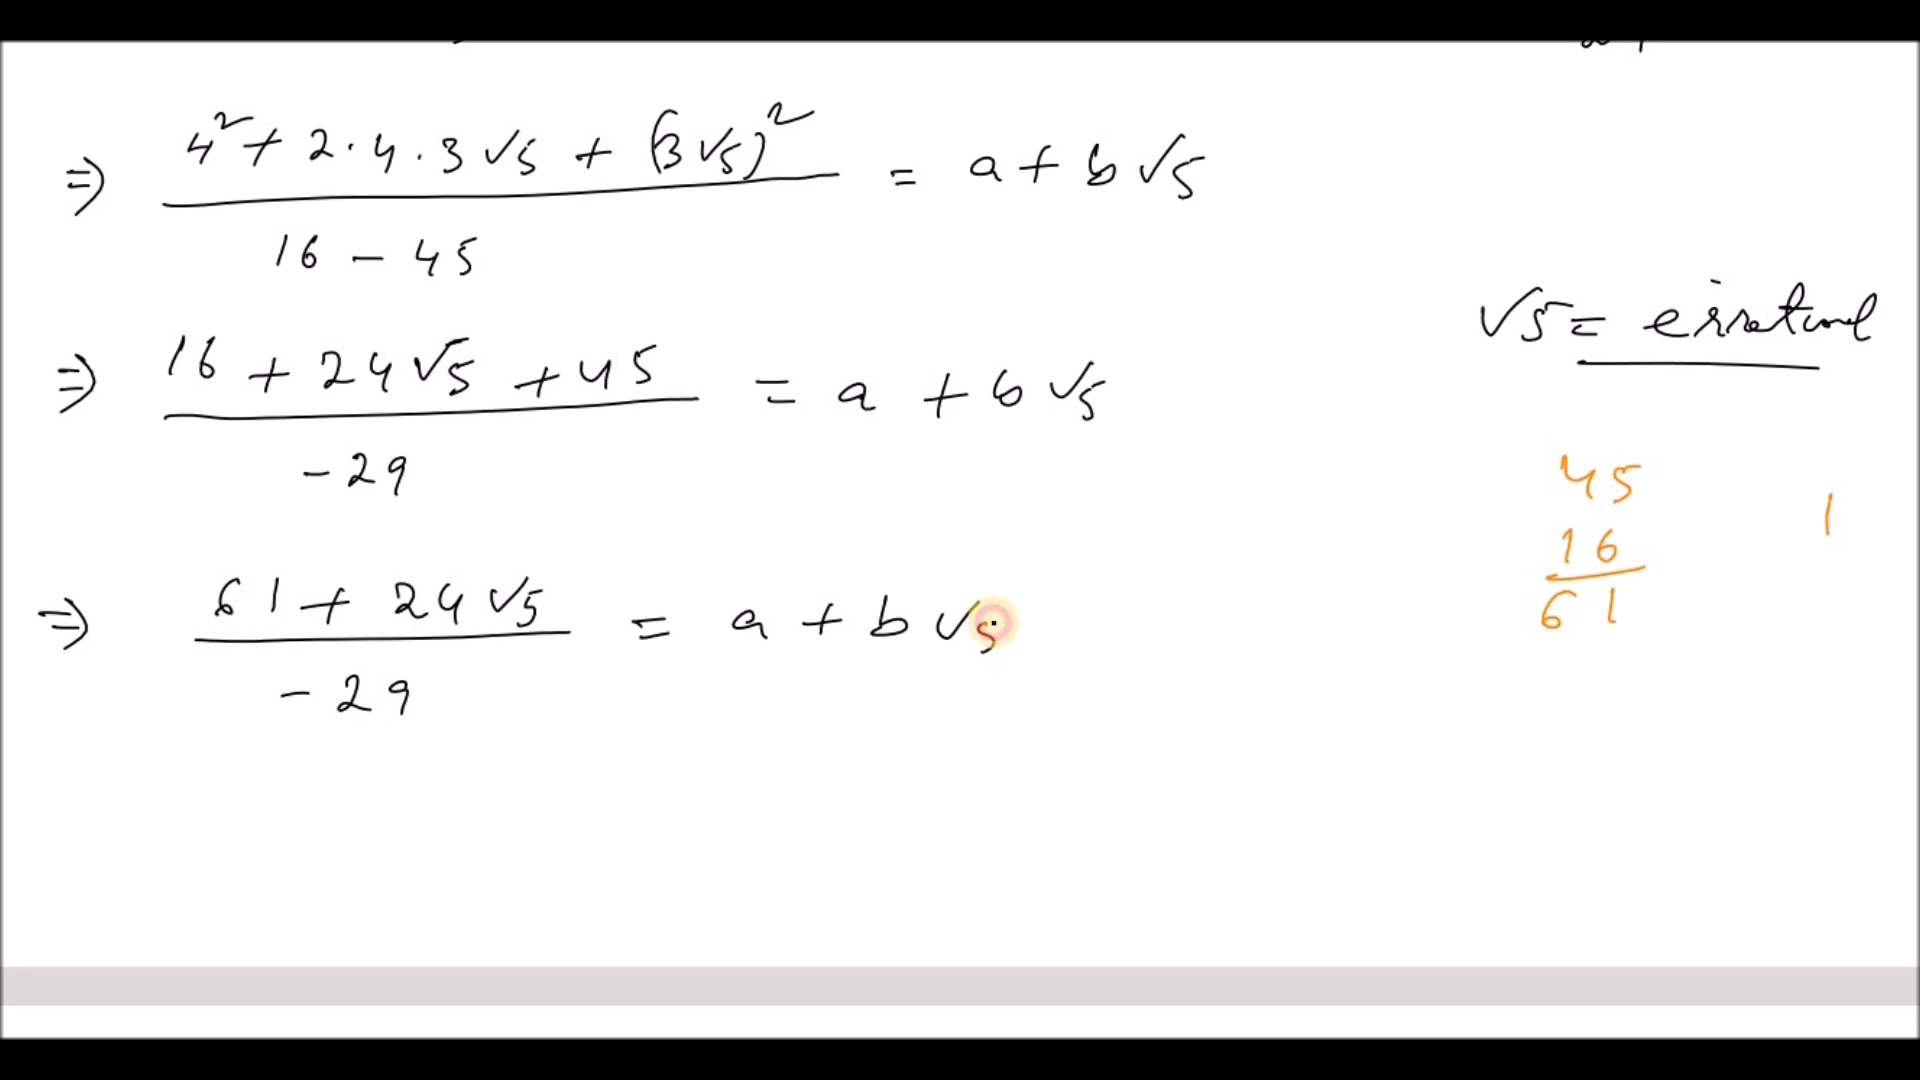 ⇒ (4² + 2·4·3√5 + (3√5)²) / (16 - 45) = a + b√5
√5 = eirratunal
⇒ (16 + 24√5 + 45) / -29 = a + b√5
45
16
61
1
⇒ (61 + 24√5) / -29 = a + b√5